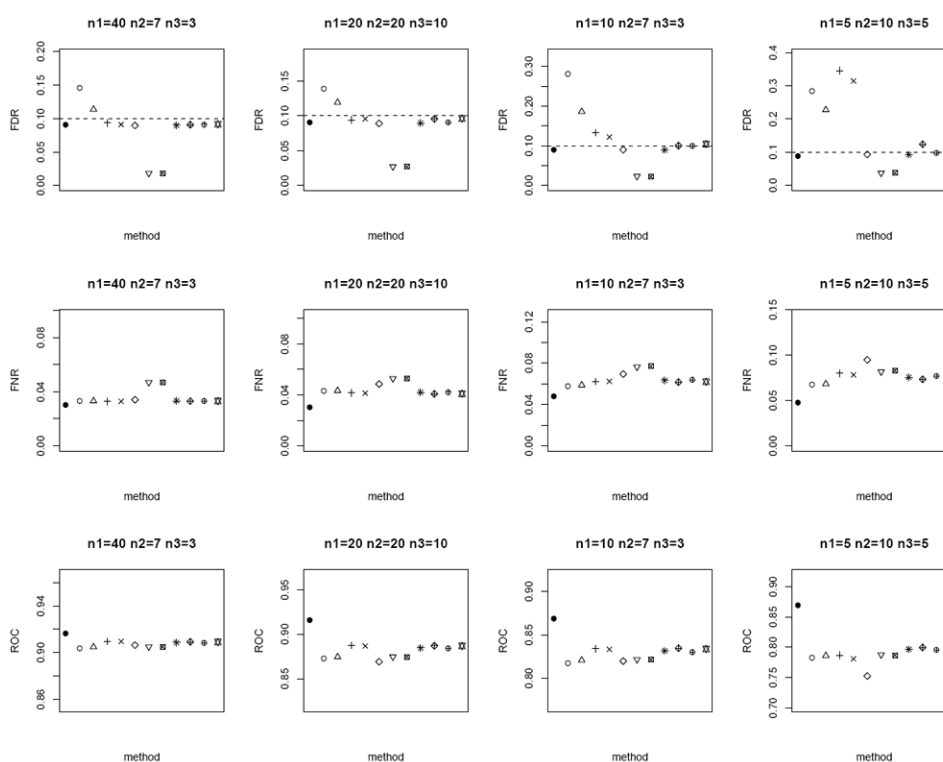 n1=40 n2=7 n3=3
n1=20 n2=20 n3=10
n1=10 n2=7 n3=3
n1=5 n2=10 n3=5
FDR
0.00
0.05
0.10
0.15
0.20
method
FDR
0.00
0.05
0.10
0.15
method
FDR
0.00
0.10
0.20
0.30
method
FDR
0.0
0.1
0.2
0.3
0.4
method
n1=40 n2=7 n3=3
n1=20 n2=20 n3=10
n1=10 n2=7 n3=3
n1=5 n2=10 n3=5
FNR
0.00
0.04
0.08
method
FNR
0.00
0.04
0.08
method
FNR
0.00
0.04
0.08
0.12
method
FNR
0.00
0.05
0.10
0.15
method
n1=40 n2=7 n3=3
n1=20 n2=20 n3=10
n1=10 n2=7 n3=3
n1=5 n2=10 n3=5
ROC
0.86
0.90
0.94
method
ROC
0.85
0.90
0.95
method
ROC
0.80
0.85
0.90
method
ROC
0.70
0.75
0.80
0.85
0.90
method